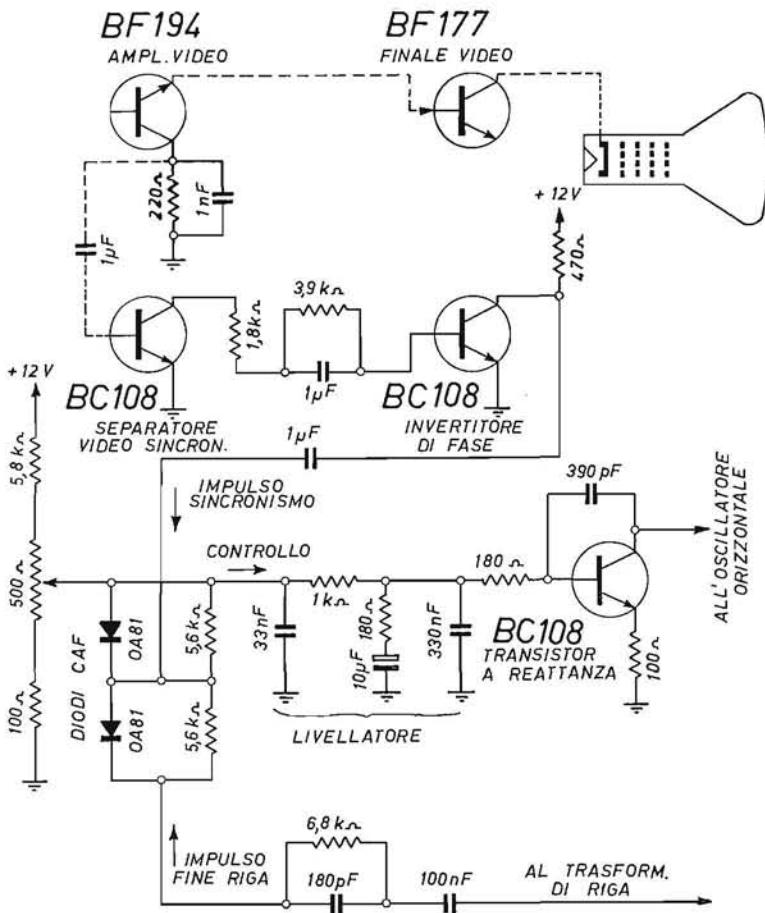 BF194
AMPL. VIDEO
BF177
FINALE VIDEO
220Ω
1nF
1µF
+12V
470Ω
3,9kΩ
1,8kΩ
1µF
BC108
SEPARATORE
VIDEO SINCRON.
BC108
INVERTITORE
DI FASE
+12V
5,8kΩ
500Ω
100Ω
1µF
IMPULSO
SINCRONISMO
CONTROLLO
390pF
ALL'OSCILLATORE
ORIZZONTALE
DIODI CAF
OA81
OA81
5,6kΩ
5,6kΩ
33nF
1kΩ
180Ω
10µF
330nF
180Ω
BC108
TRANSISTOR
A REATTANZA
100Ω
LIVELLATORE
IMPULSO
FINE RIGA
6,8kΩ
180pF
100nF
AL TRASFORM.
DI RIGA